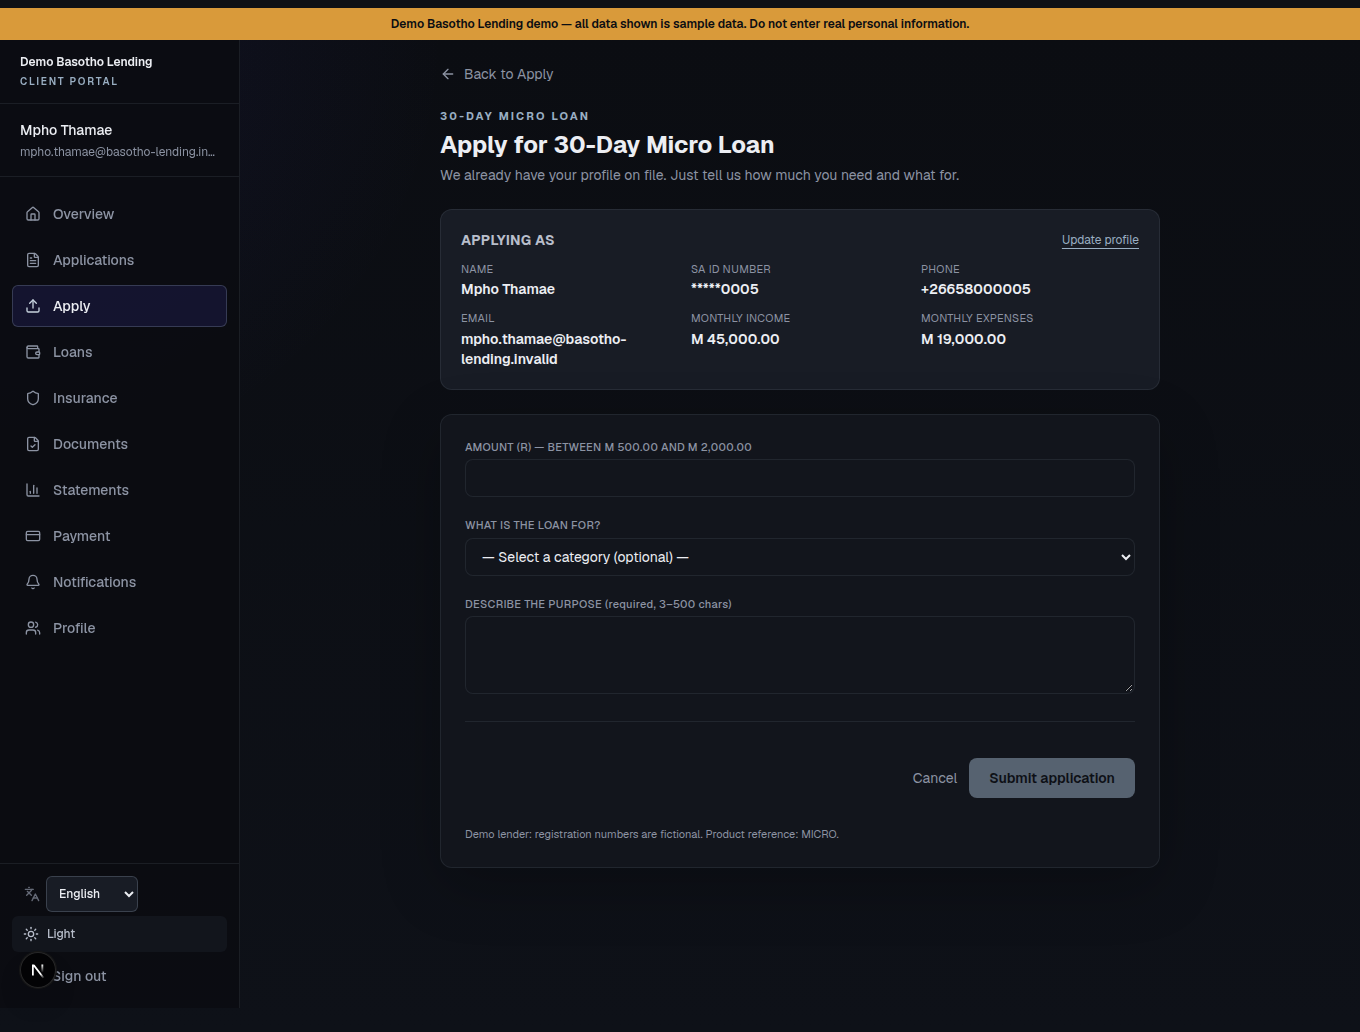 Demo Basotho Lending demo — all data shown is sample data. Do not enter real personal information.
Demo Basotho Lending
CLIENT PORTAL
Mpho Thamae
mpho.thamae@basotho-lending.in...
Overview
Applications
Apply
Loans
Insurance
Documents
Statements
Payment
Notifications
Profile
English
Light
Sign out
Back to Apply
30-DAY MICRO LOAN
Apply for 30-Day Micro Loan
We already have your profile on file. Just tell us how much you need and what for.
APPLYING AS
Update profile
NAME
Mpho Thamae
SA ID NUMBER
*****0005
PHONE
+26658000005
EMAIL
mpho.thamae@basotho-
lending.invalid
MONTHLY INCOME
M 45,000.00
MONTHLY EXPENSES
M 19,000.00
AMOUNT (R) — BETWEEN M 500.00 AND M 2,000.00
WHAT IS THE LOAN FOR?
— Select a category (optional) —
DESCRIBE THE PURPOSE (required, 3–500 chars)
Cancel
Submit application
Demo lender: registration numbers are fictional. Product reference: MICRO.